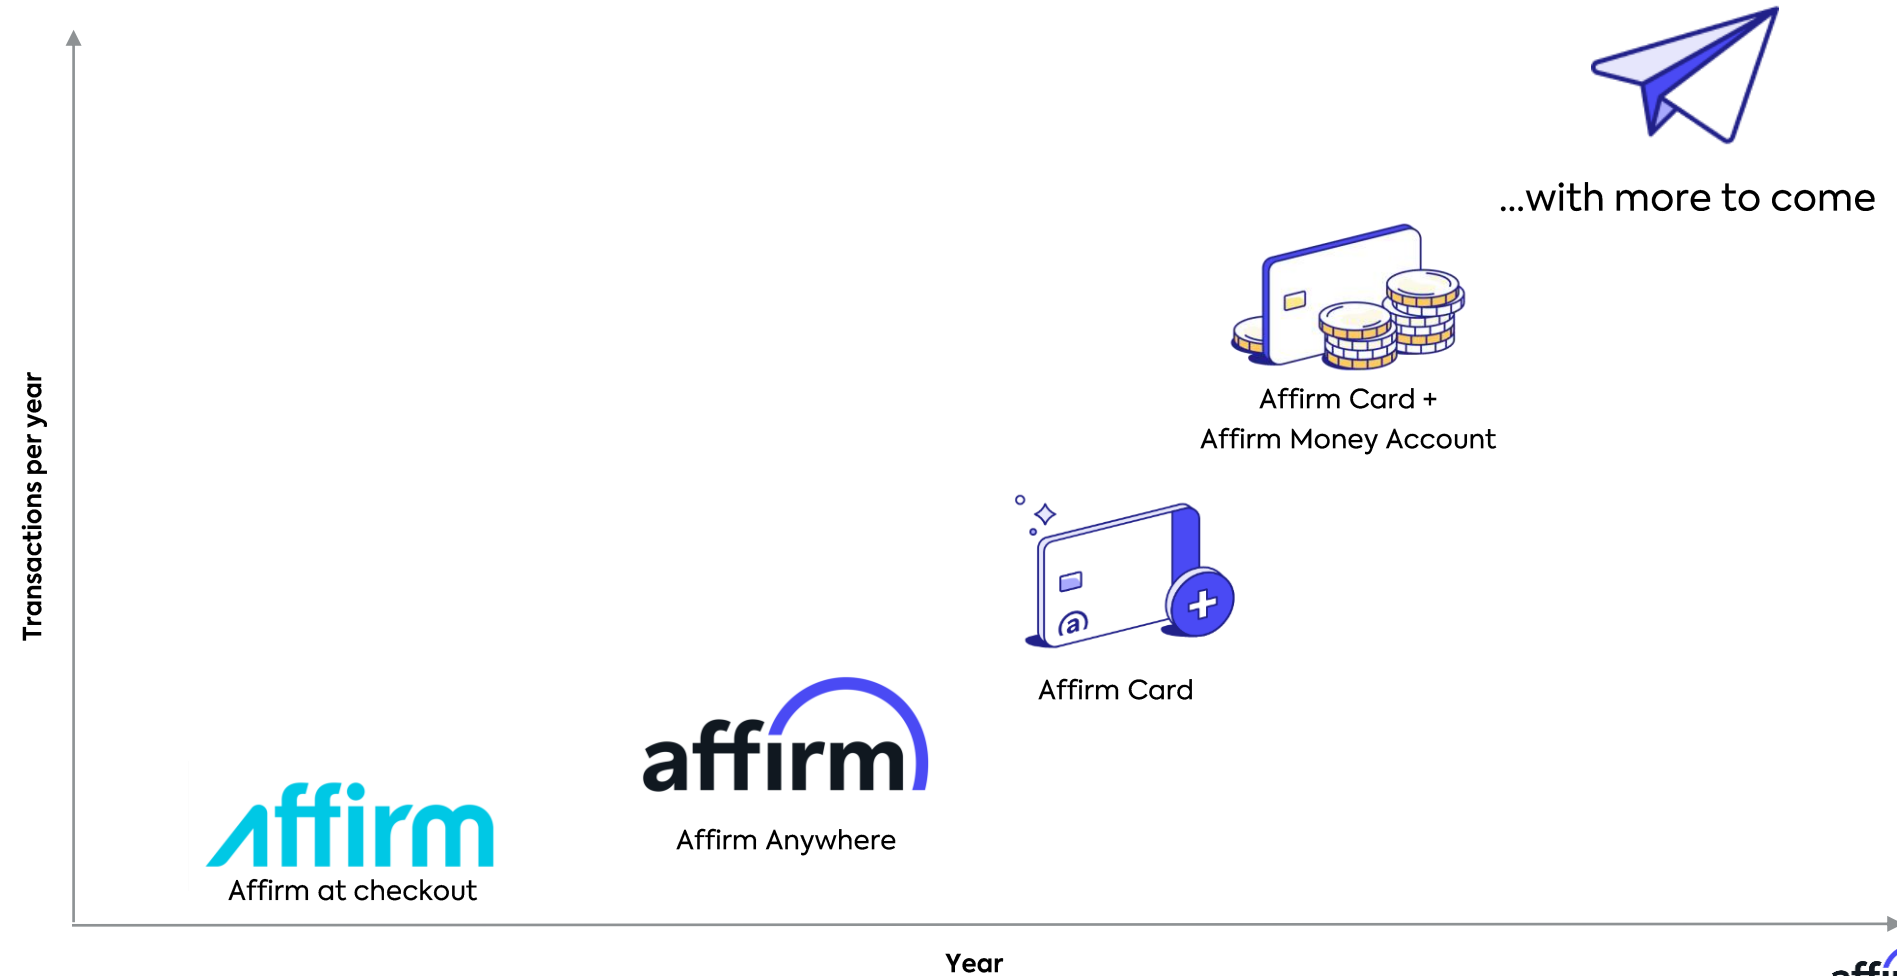 ...with more to come
Affirm Card +
Affirm Money Account
a
Affirm Card
affirm
Affirm Anywhere
Affirm
Affirm at checkout
Transactions per year
Year